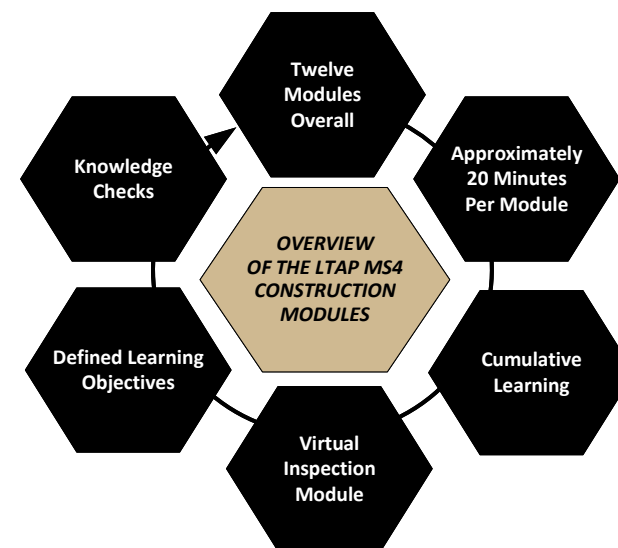 Twelve
Modules
Overall
Approximately
20 Minutes
Per Module
Knowledge
Checks
OVERVIEW
OF THE LTAP MS4
CONSTRUCTION
MODULES
Defined Learning
Objectives
Cumulative
Learning
Virtual
Inspection
Module